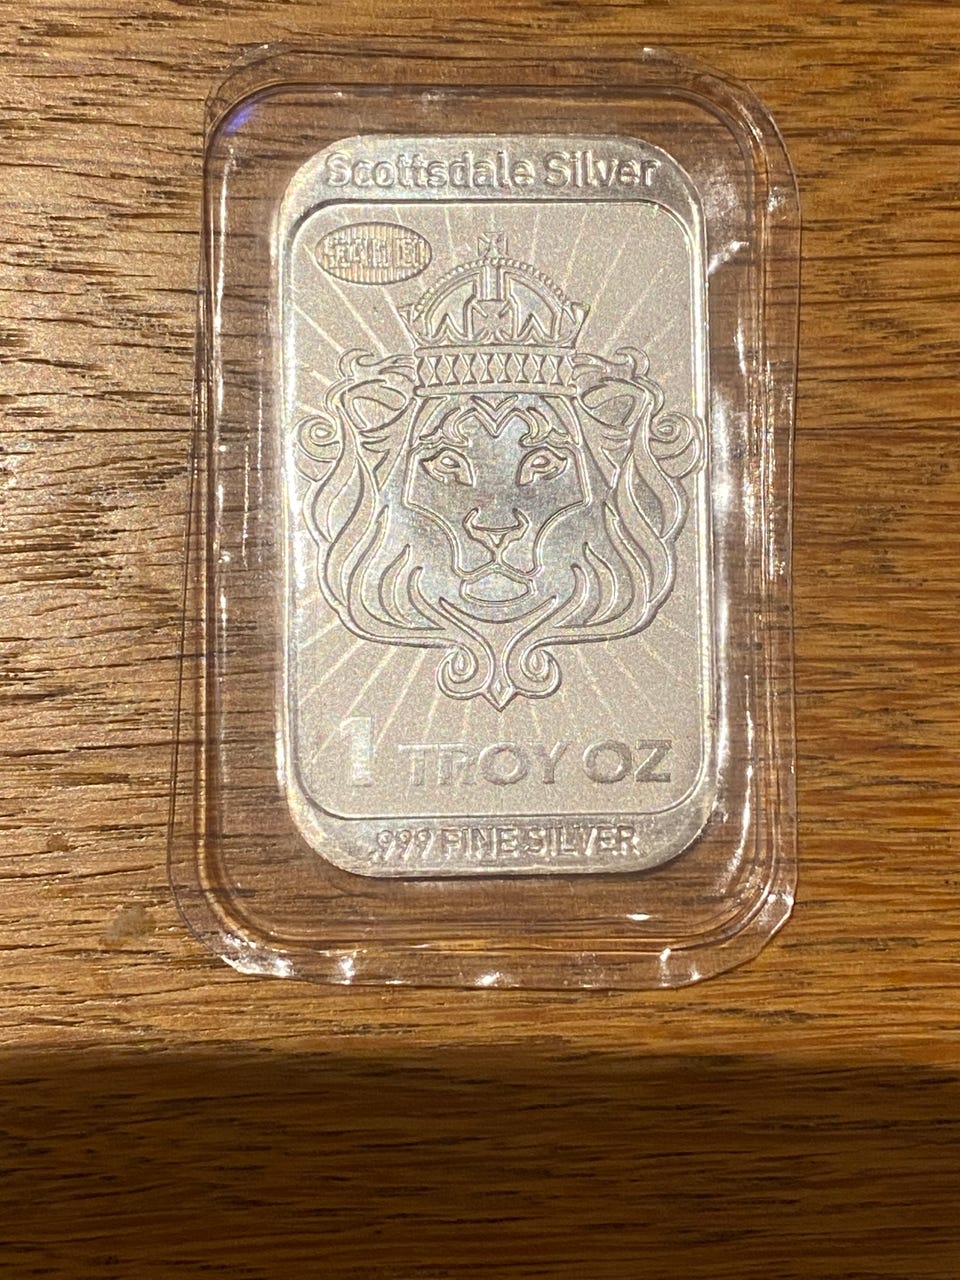 Scottsdale Silver
1 TROY OZ
.999 FINE SILVER